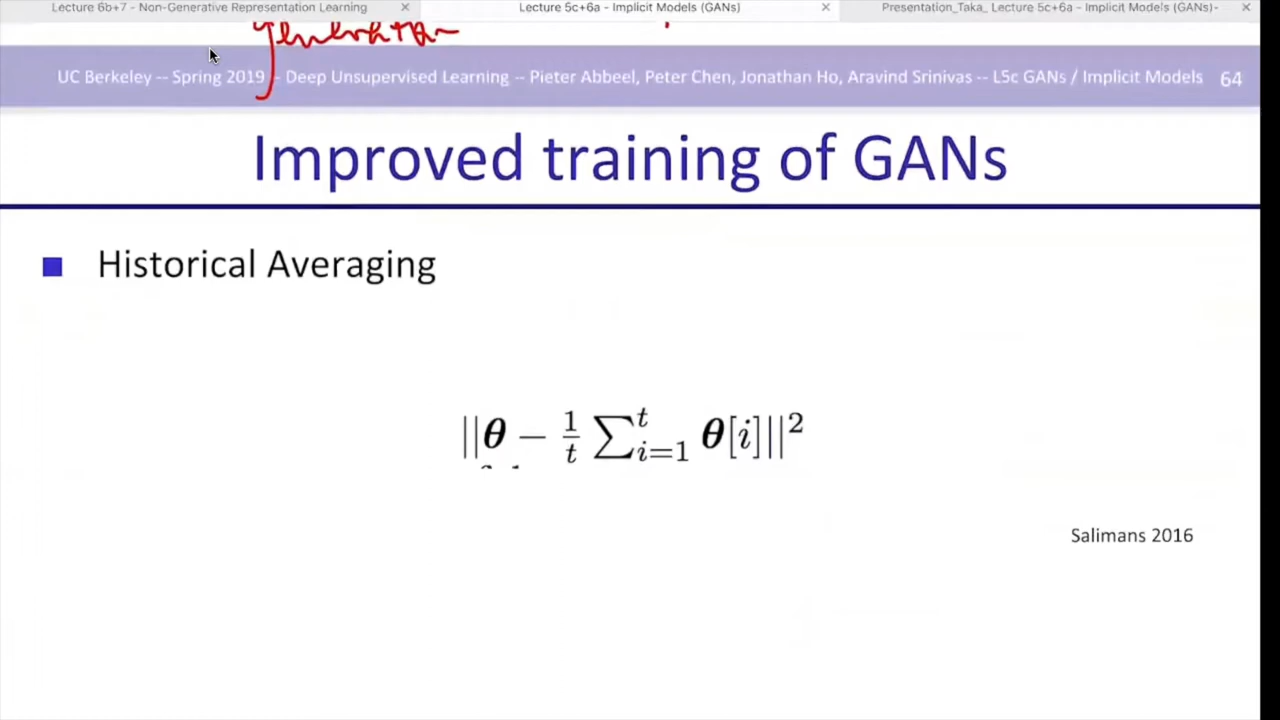 Lecture 6b+7 - Non-Generative Representation Learning
Lecture 5c+6a - Implicit Models (GANs)
Presentation_Taka_ Lecture 5c+6a - Implicit Models (GANs)-
generator
UC Berkeley -- Spring 2019 -- Deep Unsupervised Learning -- Pieter Abbeel, Peter Chen, Jonathan Ho, Aravind Srinivas -- L5c GANs / Implicit Models 64
Improved training of GANs
Historical Averaging
||θ − 1/t ∑ᵗᵢ₌₁ θ[i]||²
Salimans 2016